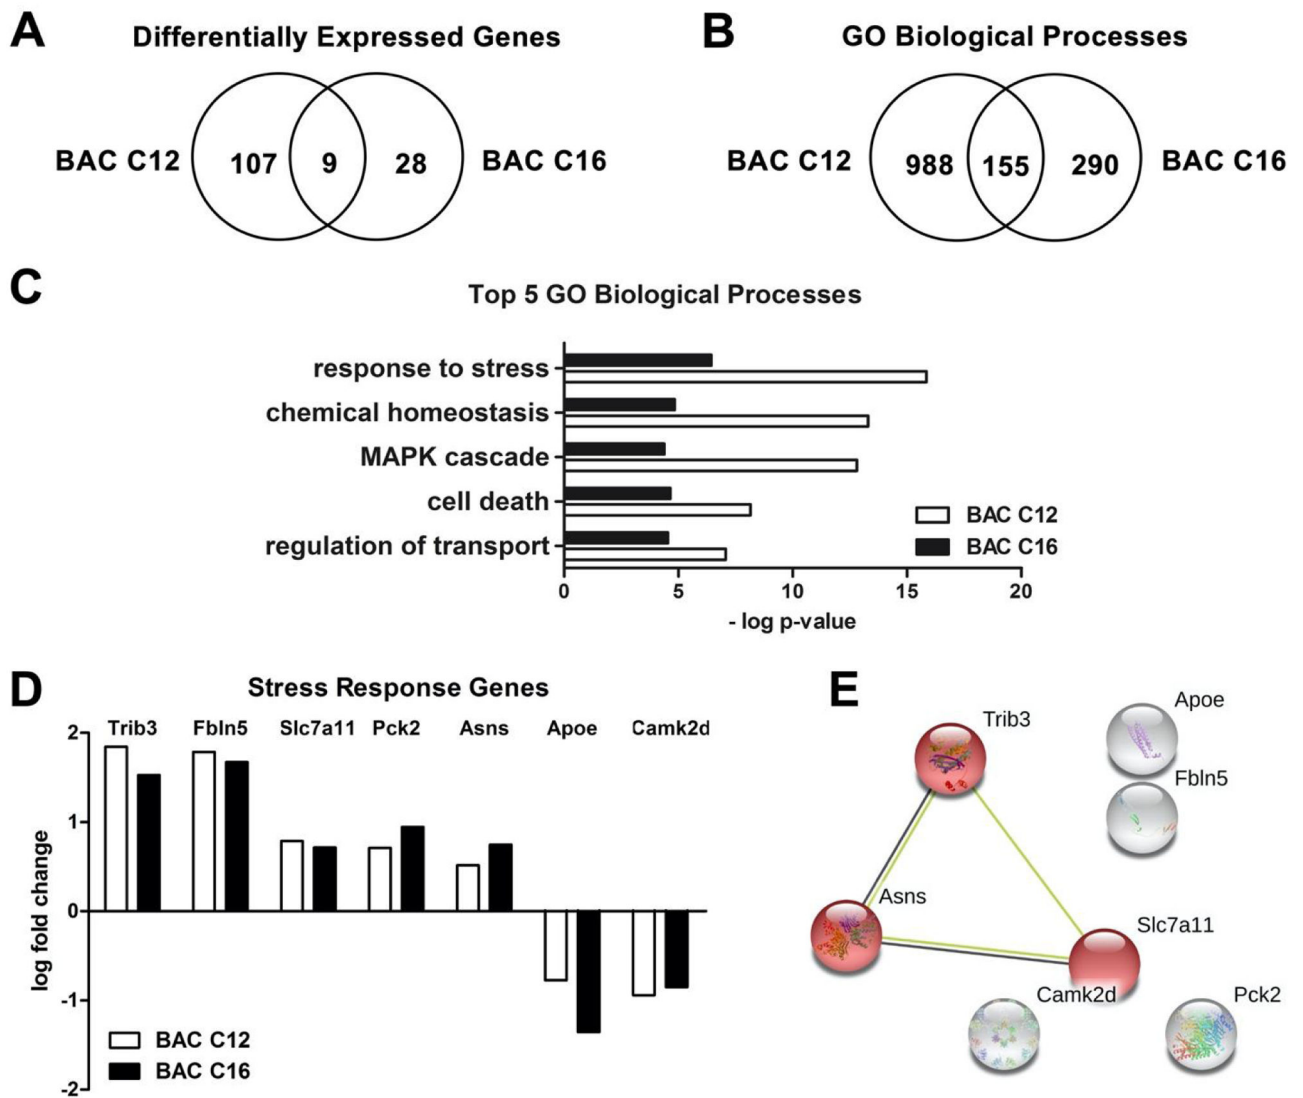 A
Differentially Expressed Genes
BAC C12
107
9
28
BAC C16
B
GO Biological Processes
BAC C12
988
155
290
BAC C16
C
Top 5 GO Biological Processes
response to stress
chemical homeostasis
MAPK cascade
cell death
regulation of transport
BAC C12
BAC C16
0 5 10 15 20
- log p-value
D
Stress Response Genes
Trib3 Fbln5 Slc7a11 Pck2 Asns Apoe Camk2d
2
1
0
-1
-2
log fold change
BAC C12
BAC C16
E
Trib3
Apoe
Fbln5
Asns
Slc7a11
Camk2d
Pck2